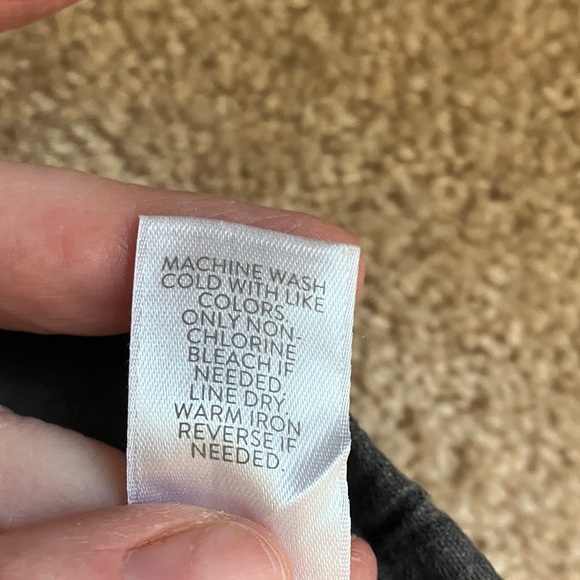 MACHINE WASH
COLD WITH LIKE
COLORS.
ONLY NON-
CHLORINE
BLEACH IF
NEEDED
LINE DRY.
WARM IRON
REVERSE IF
NEEDED.